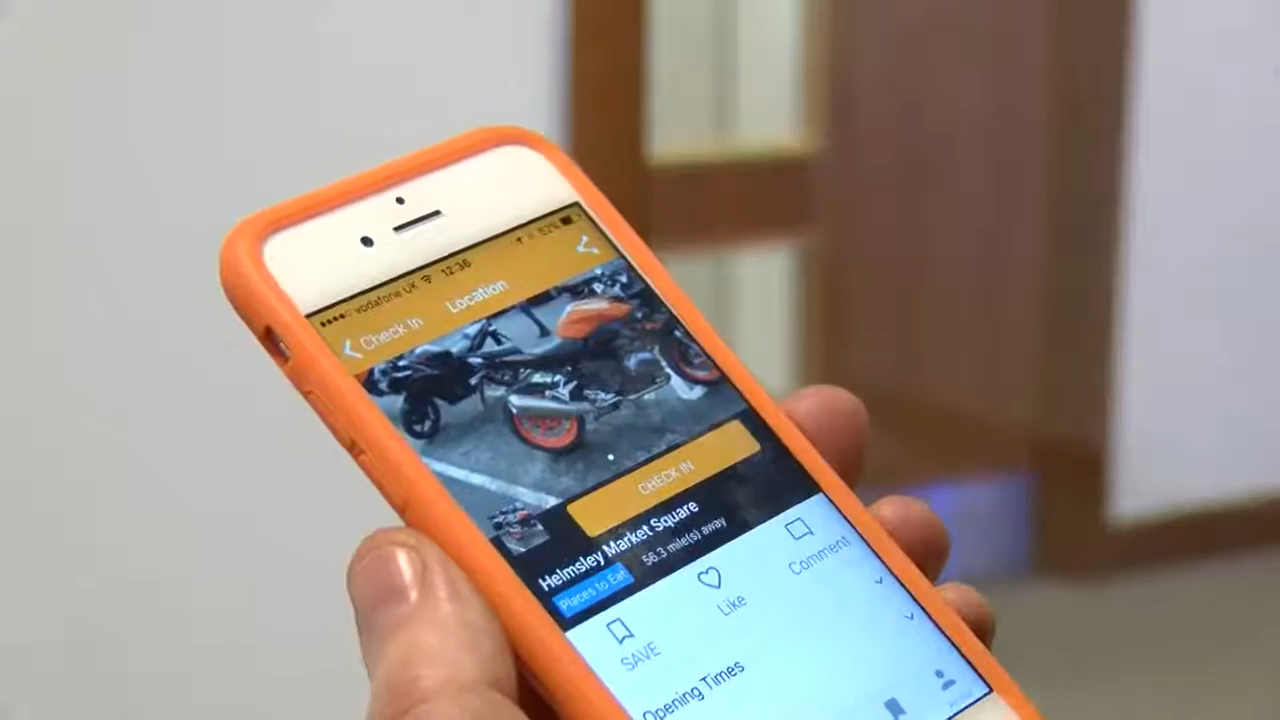 vodafone UK 12:36 52%
Check In Location
CHECK IN
Helmsley Market Square
Places to Eat 56.3 mile(s) away
SAVE Like Comment
Opening Times